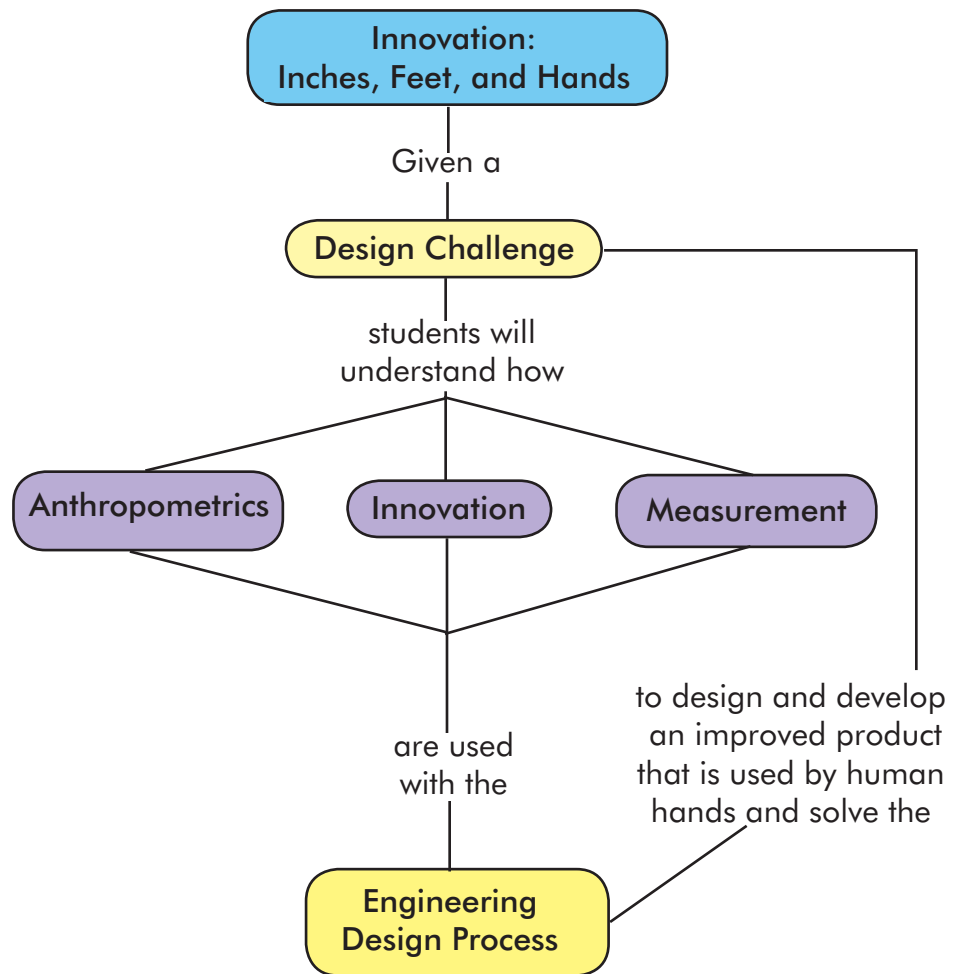 Innovation:
Inches, Feet, and Hands
Given a
Design Challenge
students will
understand how
Anthropometrics
Innovation
Measurement
are used
with the
Engineering
Design Process
to design and develop
an improved product
that is used by human
hands and solve the